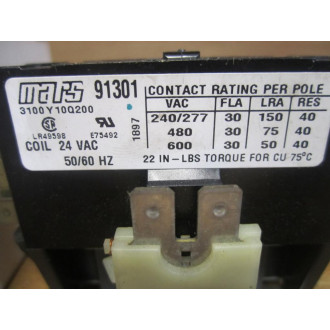 mars 91301
3100Y10Q200
LR49598 E75492
1897
COIL 24 VAC
50/60 HZ
CONTACT RATING PER POLE
VAC FLA LRA RES
240/277 30 150 40
480 30 75 40
600 30 50 40
22 IN-LBS TORQUE FOR CU 75°C